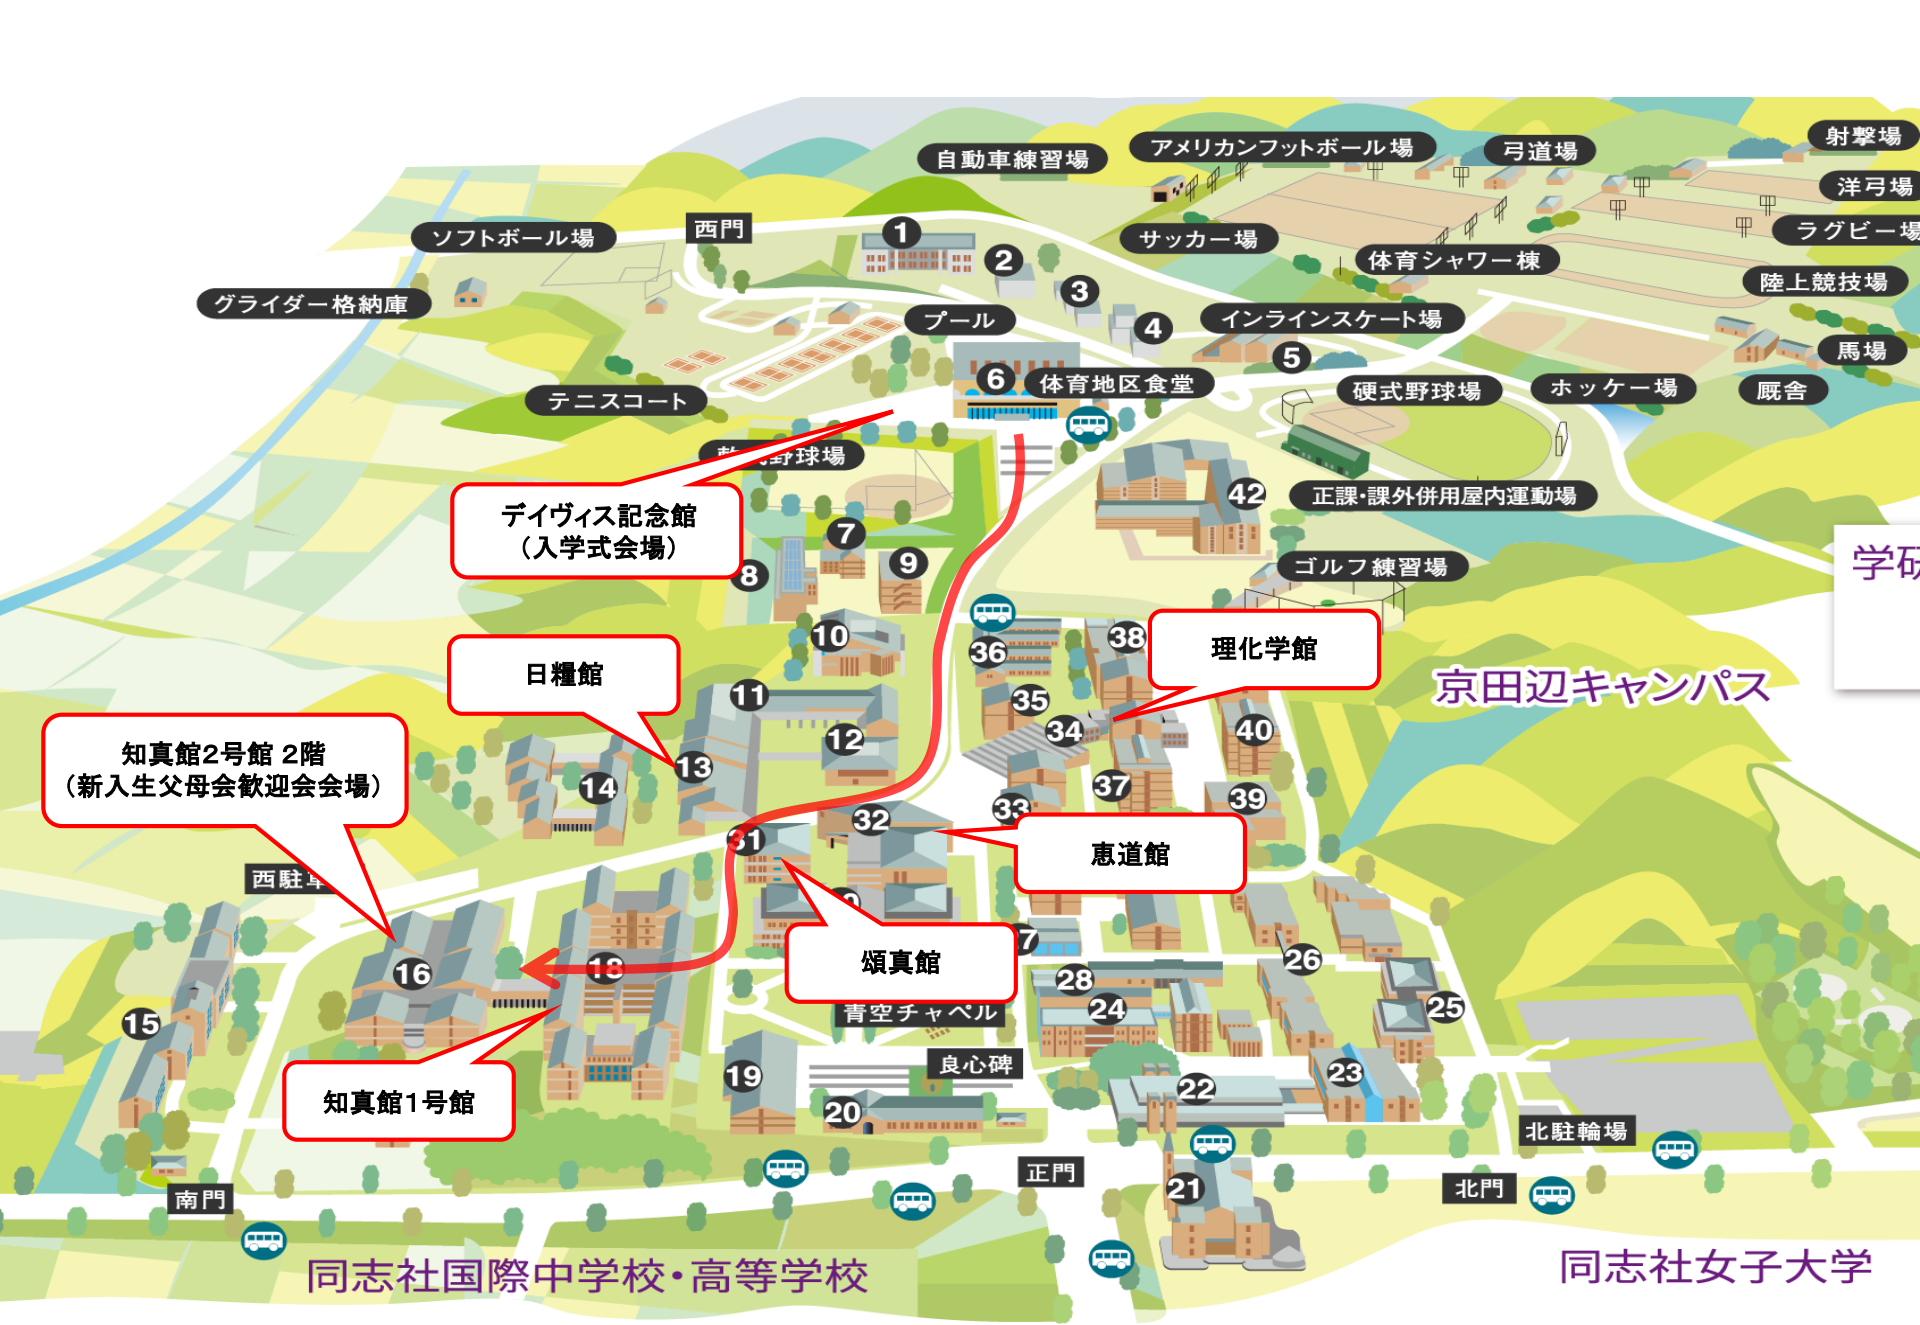 自動車練習場
アメリカンフットボール場
弓道場
射撃場
洋弓場
ソフトボール場
西門
1
サッカー場
ラグビー場
2
体育シャワー棟
陸上競技場
グライダー格納庫
3
プール
4
インラインスケート場
5
馬場
テニスコート
6
体育地区食堂
硬式野球場
ホッケー場
厩舎
野球場
デイヴィス記念館
（入学式会場）
42
正課・課外併用屋内運動場
7
8
9
ゴルフ練習場
学研
10
36
38
理化学館
日糧館
京田辺キャンパス
11
35
34
40
12
知真館2号館 2階
（新入生父母会歓迎会会場）
13
14
37
33
39
32
31
恵道館
西駐車
頌真館
16
18
26
28
24
25
15
青空チャペル
良心碑
19
22
23
知真館1号館
20
北駐輪場
正門
21
北門
南門
同志社国際中学校・高等学校
同志社女子大学